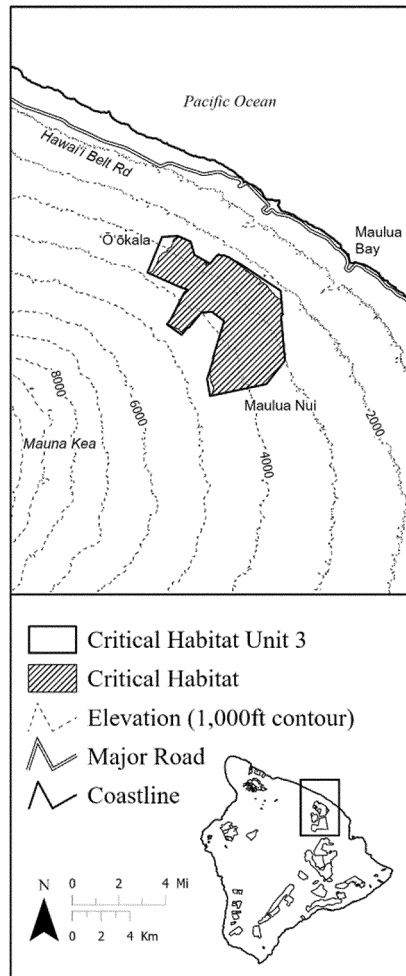 Pacific Ocean
Hawai‘i Belt Rd
Maulua
Bay
‘Ō‘ōkala
Maulua Nui
8000
6000
4000
2000
Mauna Kea
Critical Habitat Unit 3
Critical Habitat
Elevation (1,000ft contour)
Major Road
Coastline
N
0 2 4 Mi
0 2 4 Km